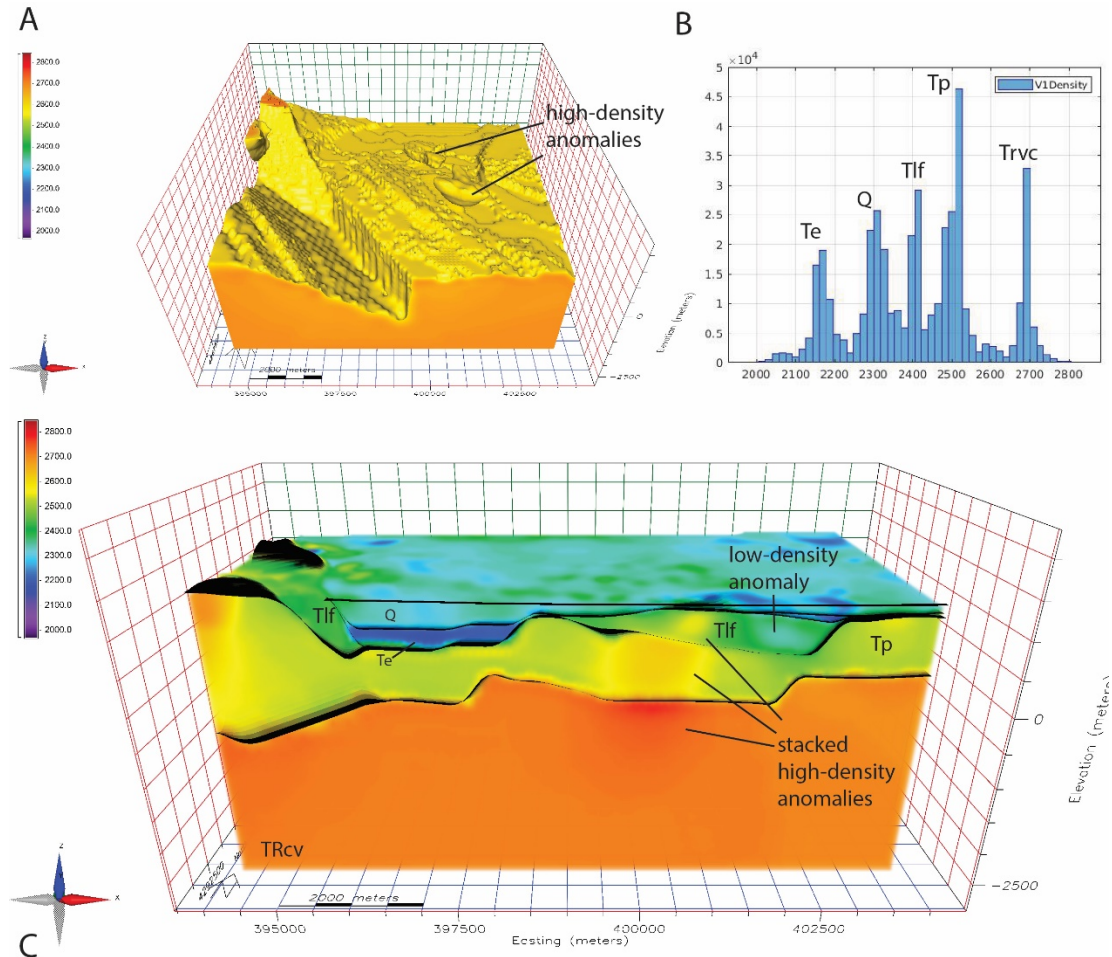 A
2800.0
2700.0
2600.0
2500.0
2400.0
2300.0
2200.0
2100.0
2000.0
high-density
anomalies
Elevation (meters)
0
-2500
2000 meters
395000
397500
400000
402500
z
x
B
×10⁴
5
4.5
4
3.5
3
2.5
2
1.5
1
0.5
0
V1Density
Te
Q
Tlf
Tp
Trvc
2000
2100
2200
2300
2400
2500
2600
2700
2800
2800.0
2700.0
2600.0
2500.0
2400.0
2300.0
2200.0
2100.0
2000.0
low-density
anomaly
Tlf
Q
Te
Tlf
Tp
stacked
high-density
anomalies
TRcv
0
-2500
Elevation (meters)
2000 meters
395000
397500
400000
402500
Easting (meters)
z
x
C